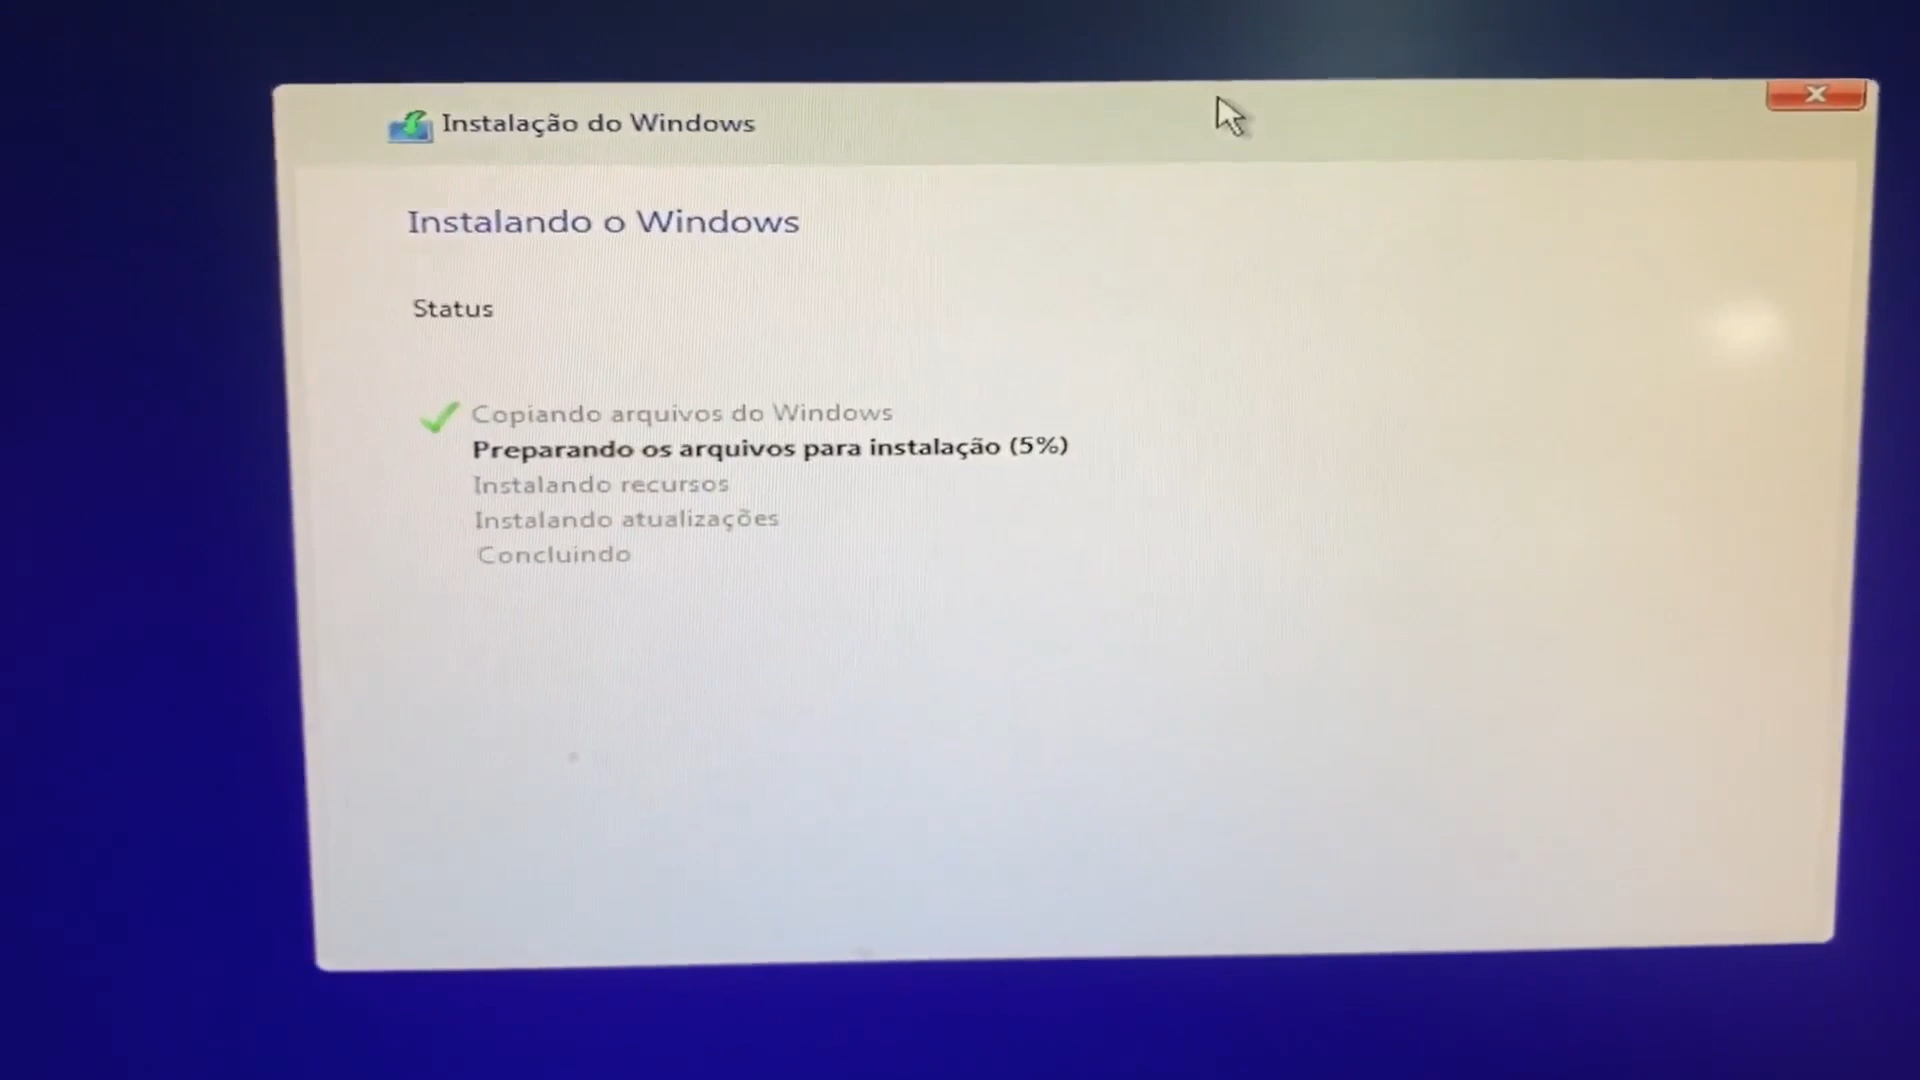 Instalação do Windows
Instalando o Windows
Status
Copiando arquivos do Windows
Preparando os arquivos para instalação (5%)
Instalando recursos
Instalando atualizações
Concluindo